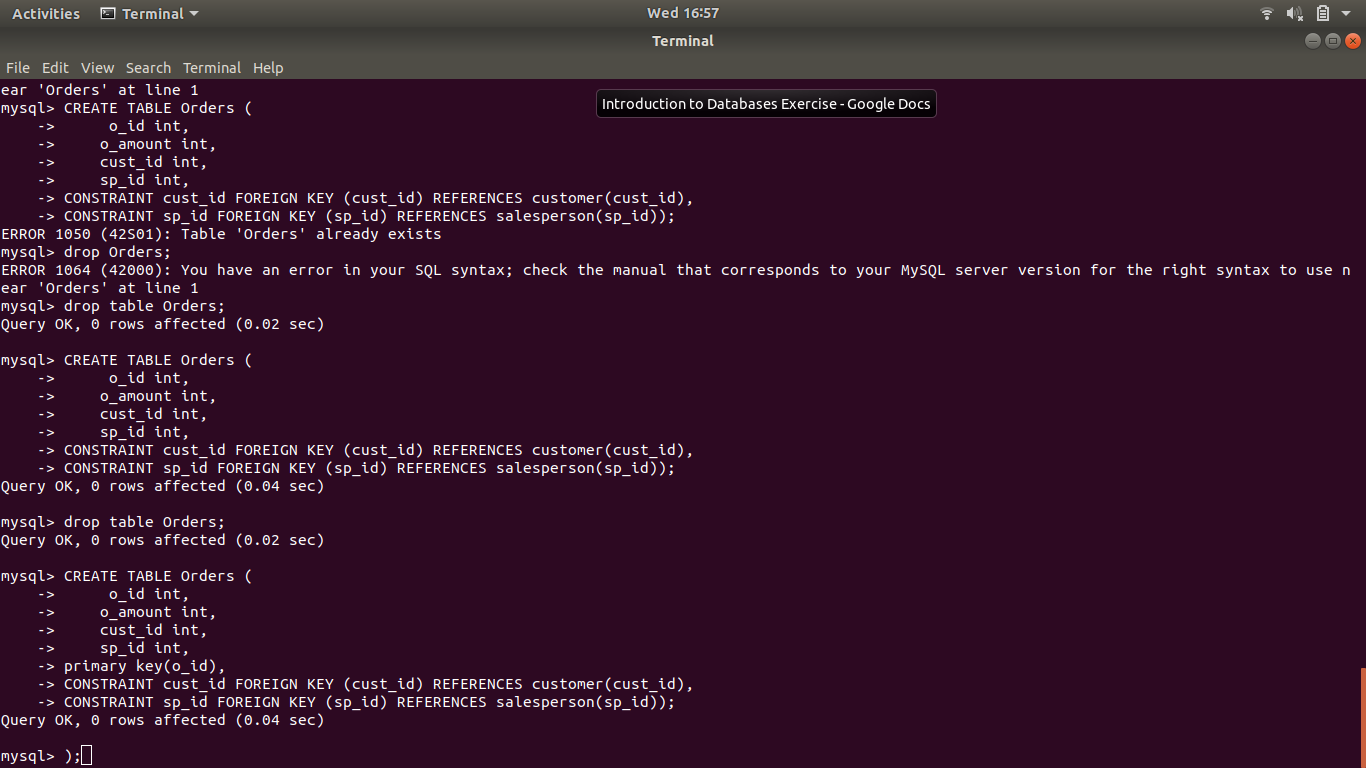 Activities Terminal Wed 16:57
Terminal
File Edit View Search Terminal Help
Introduction to Databases Exercise - Google Docs
ear 'Orders' at line 1
mysql> CREATE TABLE Orders (
    ->      o_id int,
    ->     o_amount int,
    ->     cust_id int,
    ->     sp_id int,
    -> CONSTRAINT cust_id FOREIGN KEY (cust_id) REFERENCES customer(cust_id),
    -> CONSTRAINT sp_id FOREIGN KEY (sp_id) REFERENCES salesperson(sp_id));
ERROR 1050 (42S01): Table 'Orders' already exists
mysql> drop Orders;
ERROR 1064 (42000): You have an error in your SQL syntax; check the manual that corresponds to your MySQL server version for the right syntax to use n
ear 'Orders' at line 1
mysql> drop table Orders;
Query OK, 0 rows affected (0.02 sec)
mysql> CREATE TABLE Orders (
    ->      o_id int,
    ->     o_amount int,
    ->     cust_id int,
    ->     sp_id int,
    -> CONSTRAINT cust_id FOREIGN KEY (cust_id) REFERENCES customer(cust_id),
    -> CONSTRAINT sp_id FOREIGN KEY (sp_id) REFERENCES salesperson(sp_id));
Query OK, 0 rows affected (0.04 sec)
mysql> drop table Orders;
Query OK, 0 rows affected (0.02 sec)
mysql> CREATE TABLE Orders (
    ->      o_id int,
    ->     o_amount int,
    ->     cust_id int,
    ->     sp_id int,
    -> primary key(o_id),
    -> CONSTRAINT cust_id FOREIGN KEY (cust_id) REFERENCES customer(cust_id),
    -> CONSTRAINT sp_id FOREIGN KEY (sp_id) REFERENCES salesperson(sp_id));
Query OK, 0 rows affected (0.04 sec)
mysql> );